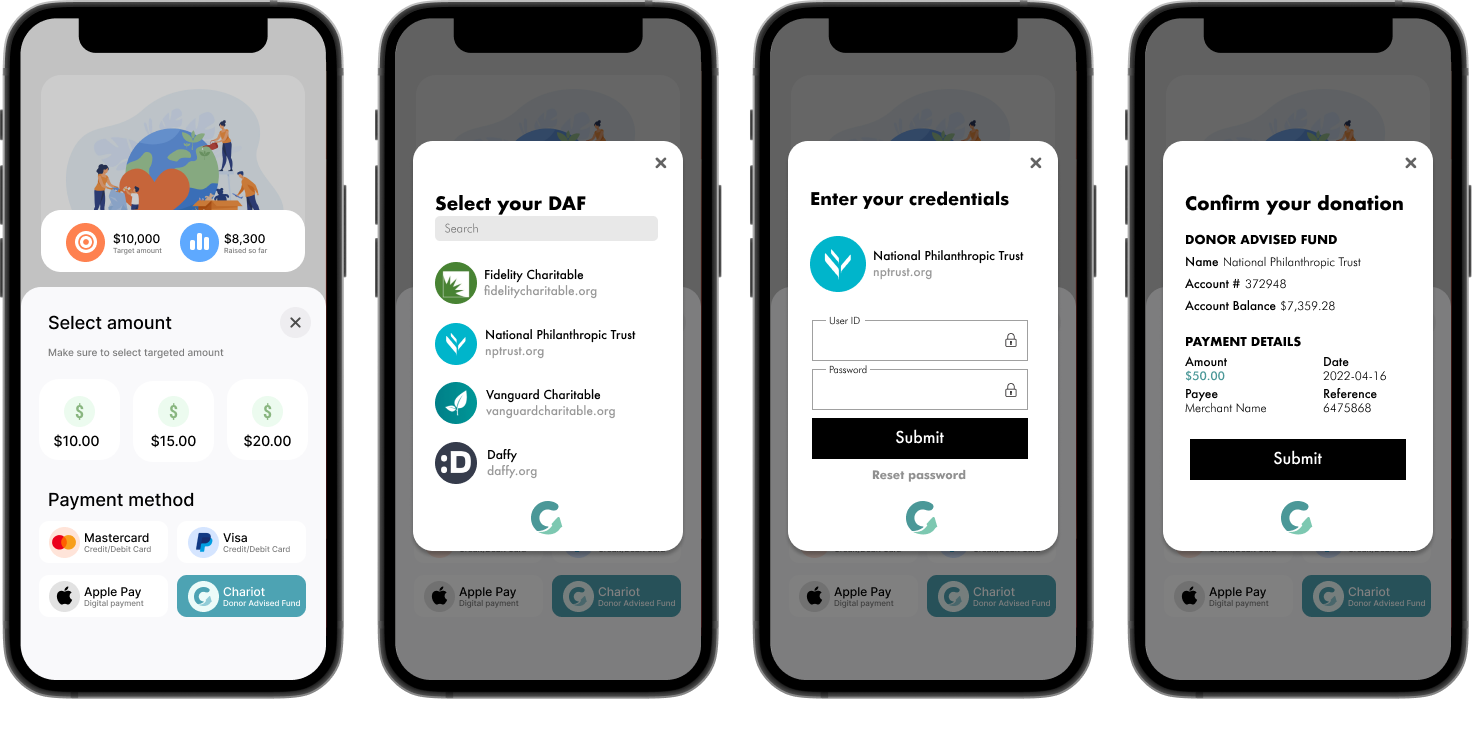 $10,000
Target amount
$8,300
Raised so far
Select amount
Make sure to select targeted amount
$
$
$
$10.00
$15.00
$20.00
Payment method
Mastercard
Credit/Debit Card
Visa
Credit/Debit Card
Apple Pay
Digital payment
Chariot
Donor Advised Fund
Select your DAF
Search
Fidelity Charitable
fidelitycharitable.org
National Philanthropic Trust
nptrust.org
Vanguard Charitable
vanguardcharitable.org
:D
Daffy
daffy.org
Apple Pay
Digital payment
Chariot
Donor Advised Fund
Enter your credentials
National Philanthropic Trust
nptrust.org
User ID
Password
Submit
Reset password
Apple Pay
Digital payment
Chariot
Donor Advised Fund
Confirm your donation
DONOR ADVISED FUND
Name National Philanthropic Trust
Account # 372948
Account Balance $7,359.28
PAYMENT DETAILS
Amount
$50.00
Date
2022-04-16
Payee
Merchant Name
Reference
6475868
Submit
Apple Pay
Digital payment
Chariot
Donor Advised Fund